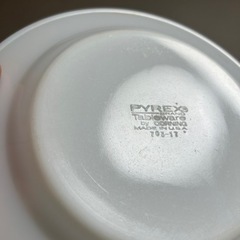 PYREX®
Tableware
by CORNING
MADE IN U.S.A.